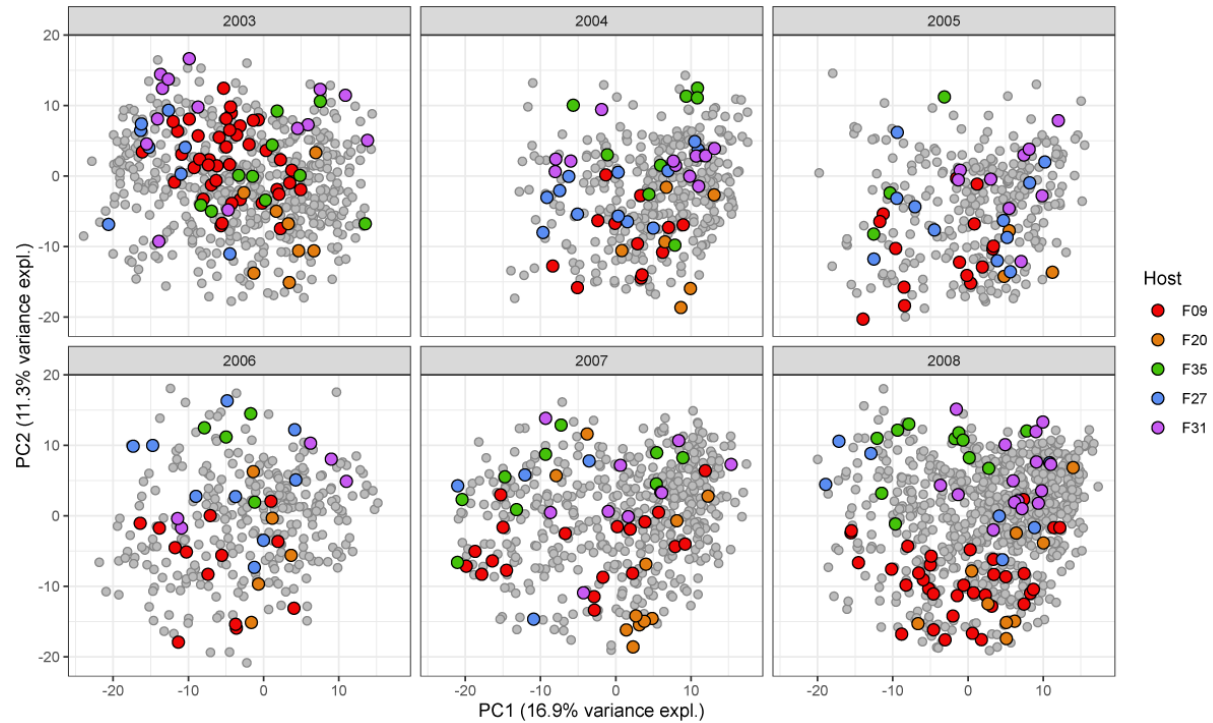 2003 2004 2005
20
10
0
-10
-20
2006 2007 2008
20
10
0
-10
-20
-20 -10 0 10 -20 -10 0 10 -20 -10 0 10
PC1 (16.9% variance expl.)
PC2 (11.3% variance expl.)
Host
F09
F20
F35
F27
F31